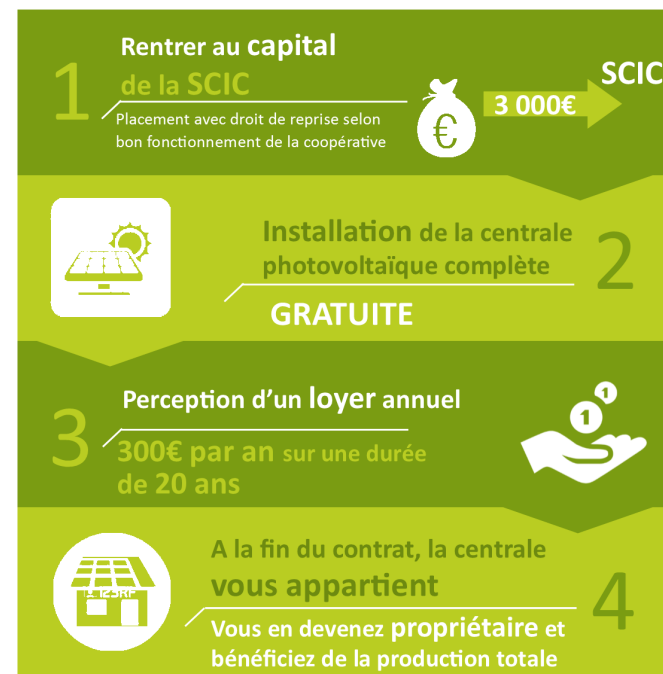 1
Rentrer au capital
de la SCIC
Placement avec droit de reprise selon
bon fonctionnement de la coopérative
€
3 000€
SCIC
Installation de la centrale
photovoltaïque complète
GRATUITE
2
3
Perception d’un loyer annuel
300€ par an sur une durée
de 20 ans
1
1
A la fin du contrat, la centrale
vous appartient
Vous en devenez propriétaire et
bénéficiez de la production totale
4
123RF